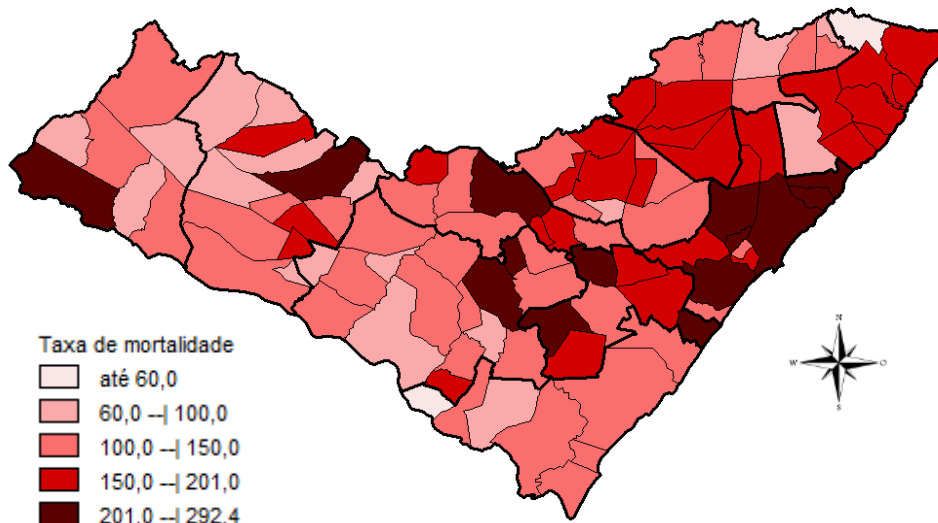 N
W
O
S
Taxa de mortalidade
até 60,0
60,0 --| 100,0
100,0 --| 150,0
150,0 --| 201,0
201,0 --| 292,4